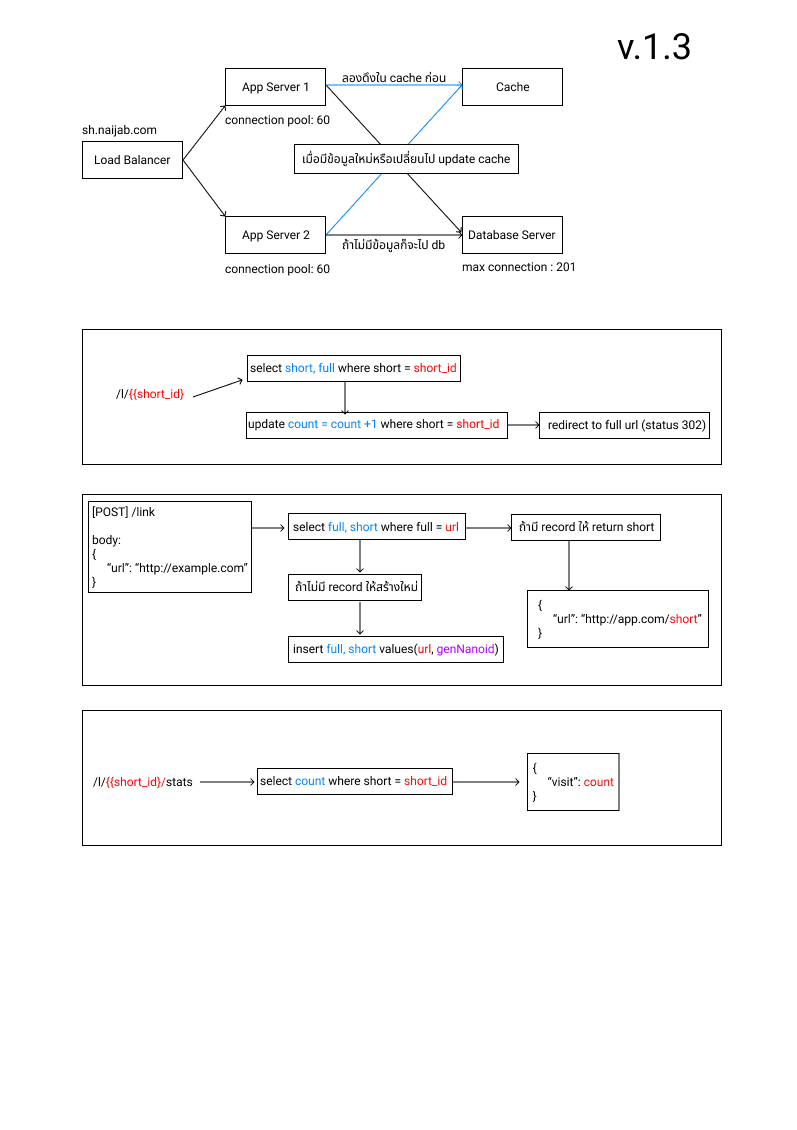 v.1.3
App Server 1
ลองดึงใน cache ก่อน
Cache
connection pool: 60
sh.naijab.com
Load Balancer
เมื่อมีข้อมูลใหม่หรือเปลี่ยนไป update cache
App Server 2
ถ้าไม่มีข้อมูลก็จะไป db
Database Server
connection pool: 60
max connection : 201
select short, full where short = short_id
/l/{{short_id}
update count = count +1 where short = short_id
redirect to full url (status 302)
[POST] /link
body:
{
“url”: “http://example.com”
}
select full, short where full = url
ถ้ามี record ให้ return short
ถ้าไม่มี record ให้สร้างใหม่
{
“url”: “http://app.com/short”
}
insert full, short values(url, genNanoid)
/l/{{short_id}/stats
select count where short = short_id
{
“visit”: count
}